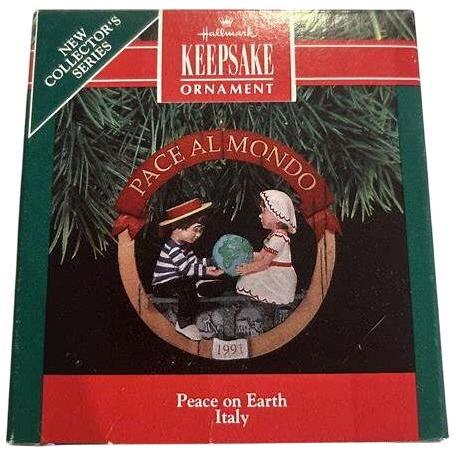 NEW
COLLECTOR'S
SERIES
Hallmark
KEEPSAKE
ORNAMENT
PACE AL MONDO
1991
Peace on Earth
Italy